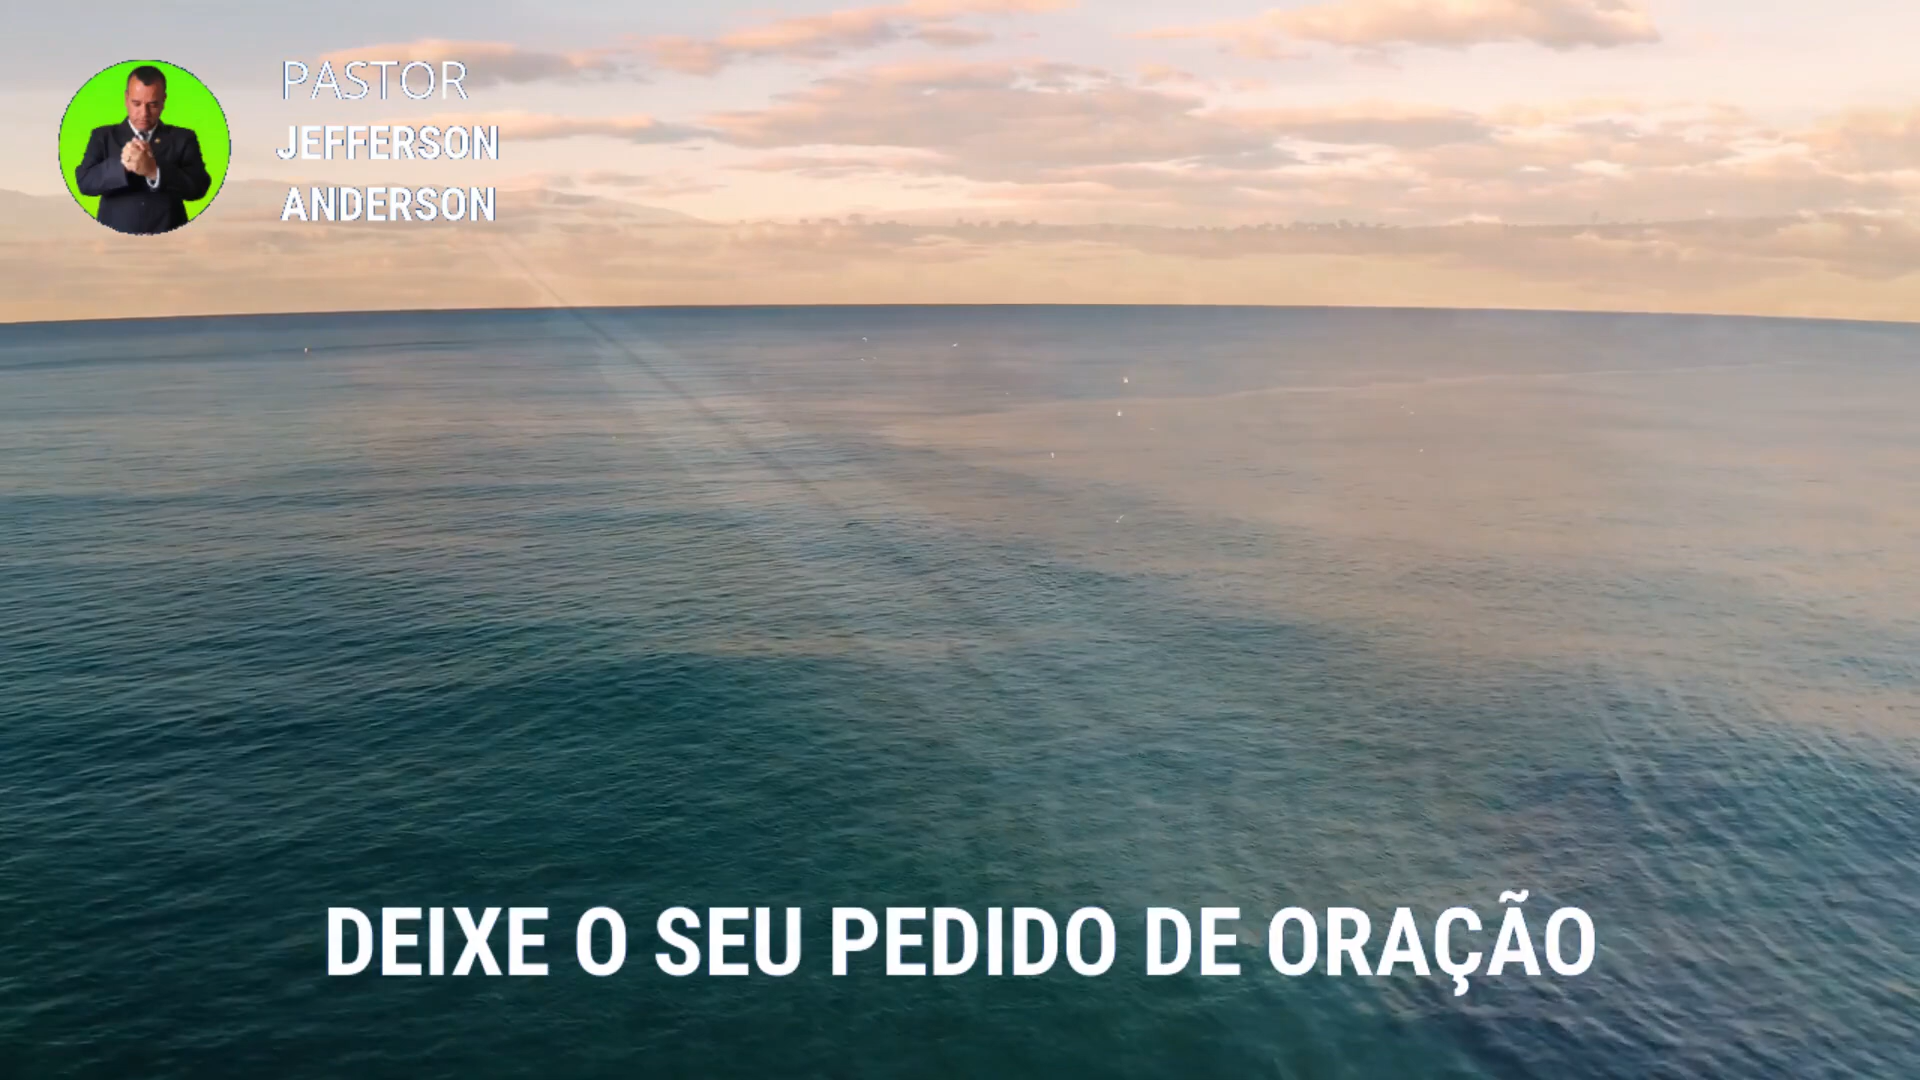 PASTOR
JEFFERSON
ANDERSON
DEIXE O SEU PEDIDO DE ORAÇÃO